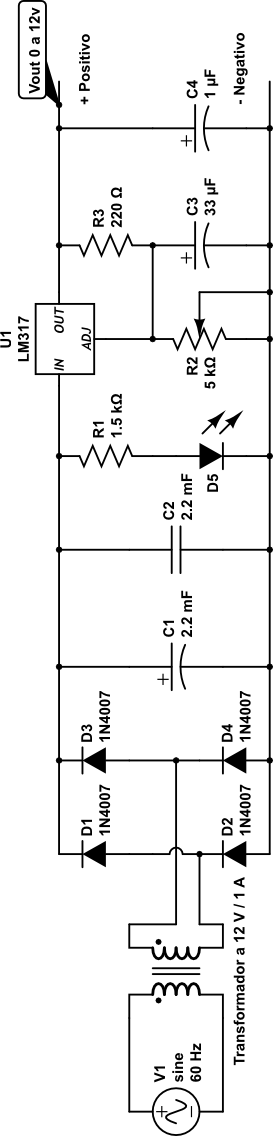 V1
sine
60 Hz
Transformador a 12 V / 1 A
D1
1N4007
D2
1N4007
D3
1N4007
D4
1N4007
+
C1
2.2 mF
C2
2.2 mF
R1
1.5 kΩ
D5
U1
LM317
IN
OUT
ADJ
R2
5 kΩ
R3
220 Ω
+
C3
33 µF
+
C4
1 µF
Vout 0 a 12v
+ Positivo
- Negativo